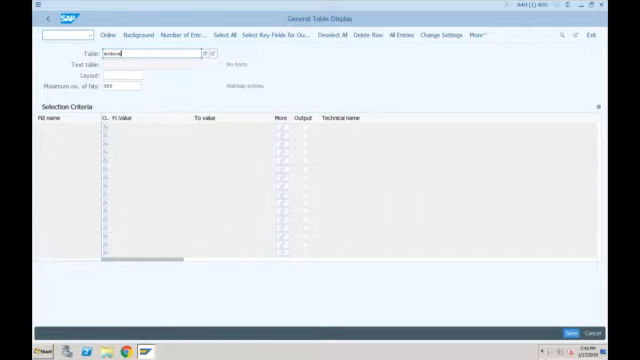 A4H (1) 400
SAP
General Table Display
Online Background Number of Entr... Select All Select Key Fields for Ou... Deselect All Delete Row All Entries Change Settings More Exit
Table:
Text table: No texts
Layout:
Maximum no. of hits: 500 Maintain entries
Selection Criteria
Fld name O.. Fr.Value To value More Output Technical name
Save Cancel
Start
5:42 PM